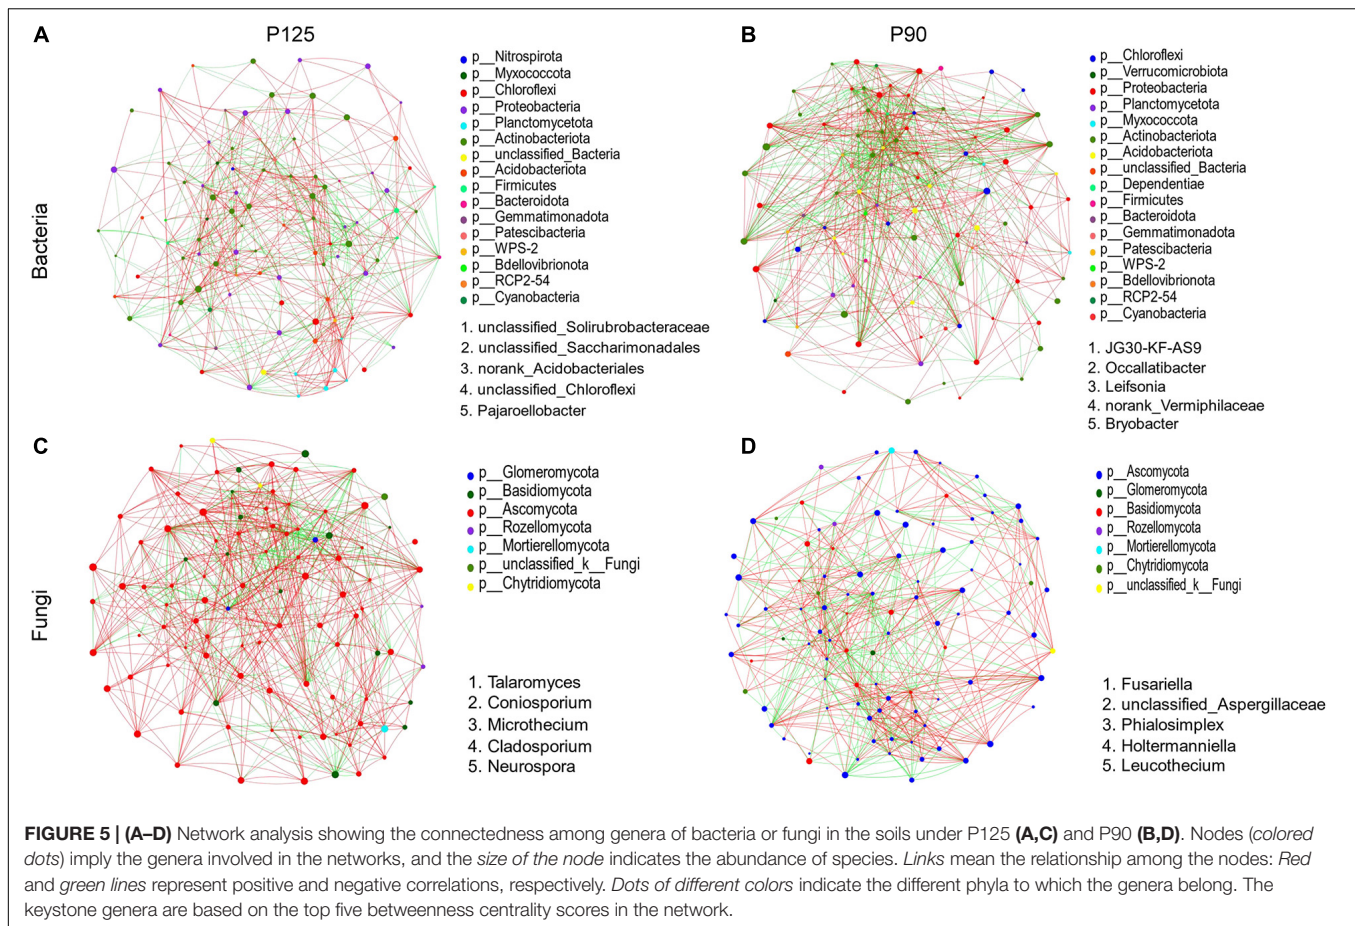 A
P125
B
P90
Bacteria
p__Nitrospirota
p__Myxococcota
p__Chloroflexi
p__Proteobacteria
p__Planctomycetota
p__Actinobacteriota
p__unclassified_Bacteria
p__Acidobacteriota
p__Firmicutes
p__Bacteroidota
p__Gemmatimonadota
p__Patescibacteria
p__WPS-2
p__Bdellovibrionota
p__RCP2-54
p__Cyanobacteria
1. unclassified_Solirubrobacteraceae
2. unclassified_Saccharimonadales
3. norank_Acidobacteriales
4. unclassified_Chloroflexi
5. Pajaroellobacter
p__Chloroflexi
p__Verrucomicrobiota
p__Proteobacteria
p__Planctomycetota
p__Myxococcota
p__Actinobacteriota
p__Acidobacteriota
p__unclassified_Bacteria
p__Dependentiae
p__Firmicutes
p__Bacteroidota
p__Gemmatimonadota
p__Patescibacteria
p__WPS-2
p__Bdellovibrionota
p__RCP2-54
p__Cyanobacteria
1. JG30-KF-AS9
2. Occallatibacter
3. Leifsonia
4. norank_Vermiphilaceae
5. Bryobacter
C
D
Fungi
p__Glomeromycota
p__Basidiomycota
p__Ascomycota
p__Rozellomycota
p__Mortierellomycota
p__unclassified_k__Fungi
p__Chytridiomycota
1. Talaromyces
2. Coniosporium
3. Microthecium
4. Cladosporium
5. Neurospora
p__Ascomycota
p__Glomeromycota
p__Basidiomycota
p__Rozellomycota
p__Mortierellomycota
p__Chytridiomycota
p__unclassified_k__Fungi
1. Fusariella
2. unclassified_Aspergillaceae
3. Phialosimplex
4. Holtermanniella
5. Leucothecium
FIGURE 5 | (A–D) Network analysis showing the connectedness among genera of bacteria or fungi in the soils under P125 (A,C) and P90 (B,D). Nodes (colored
dots) imply the genera involved in the networks, and the size of the node indicates the abundance of species. Links mean the relationship among the nodes: Red
and green lines represent positive and negative correlations, respectively. Dots of different colors indicate the different phyla to which the genera belong. The
keystone genera are based on the top five betweenness centrality scores in the network.